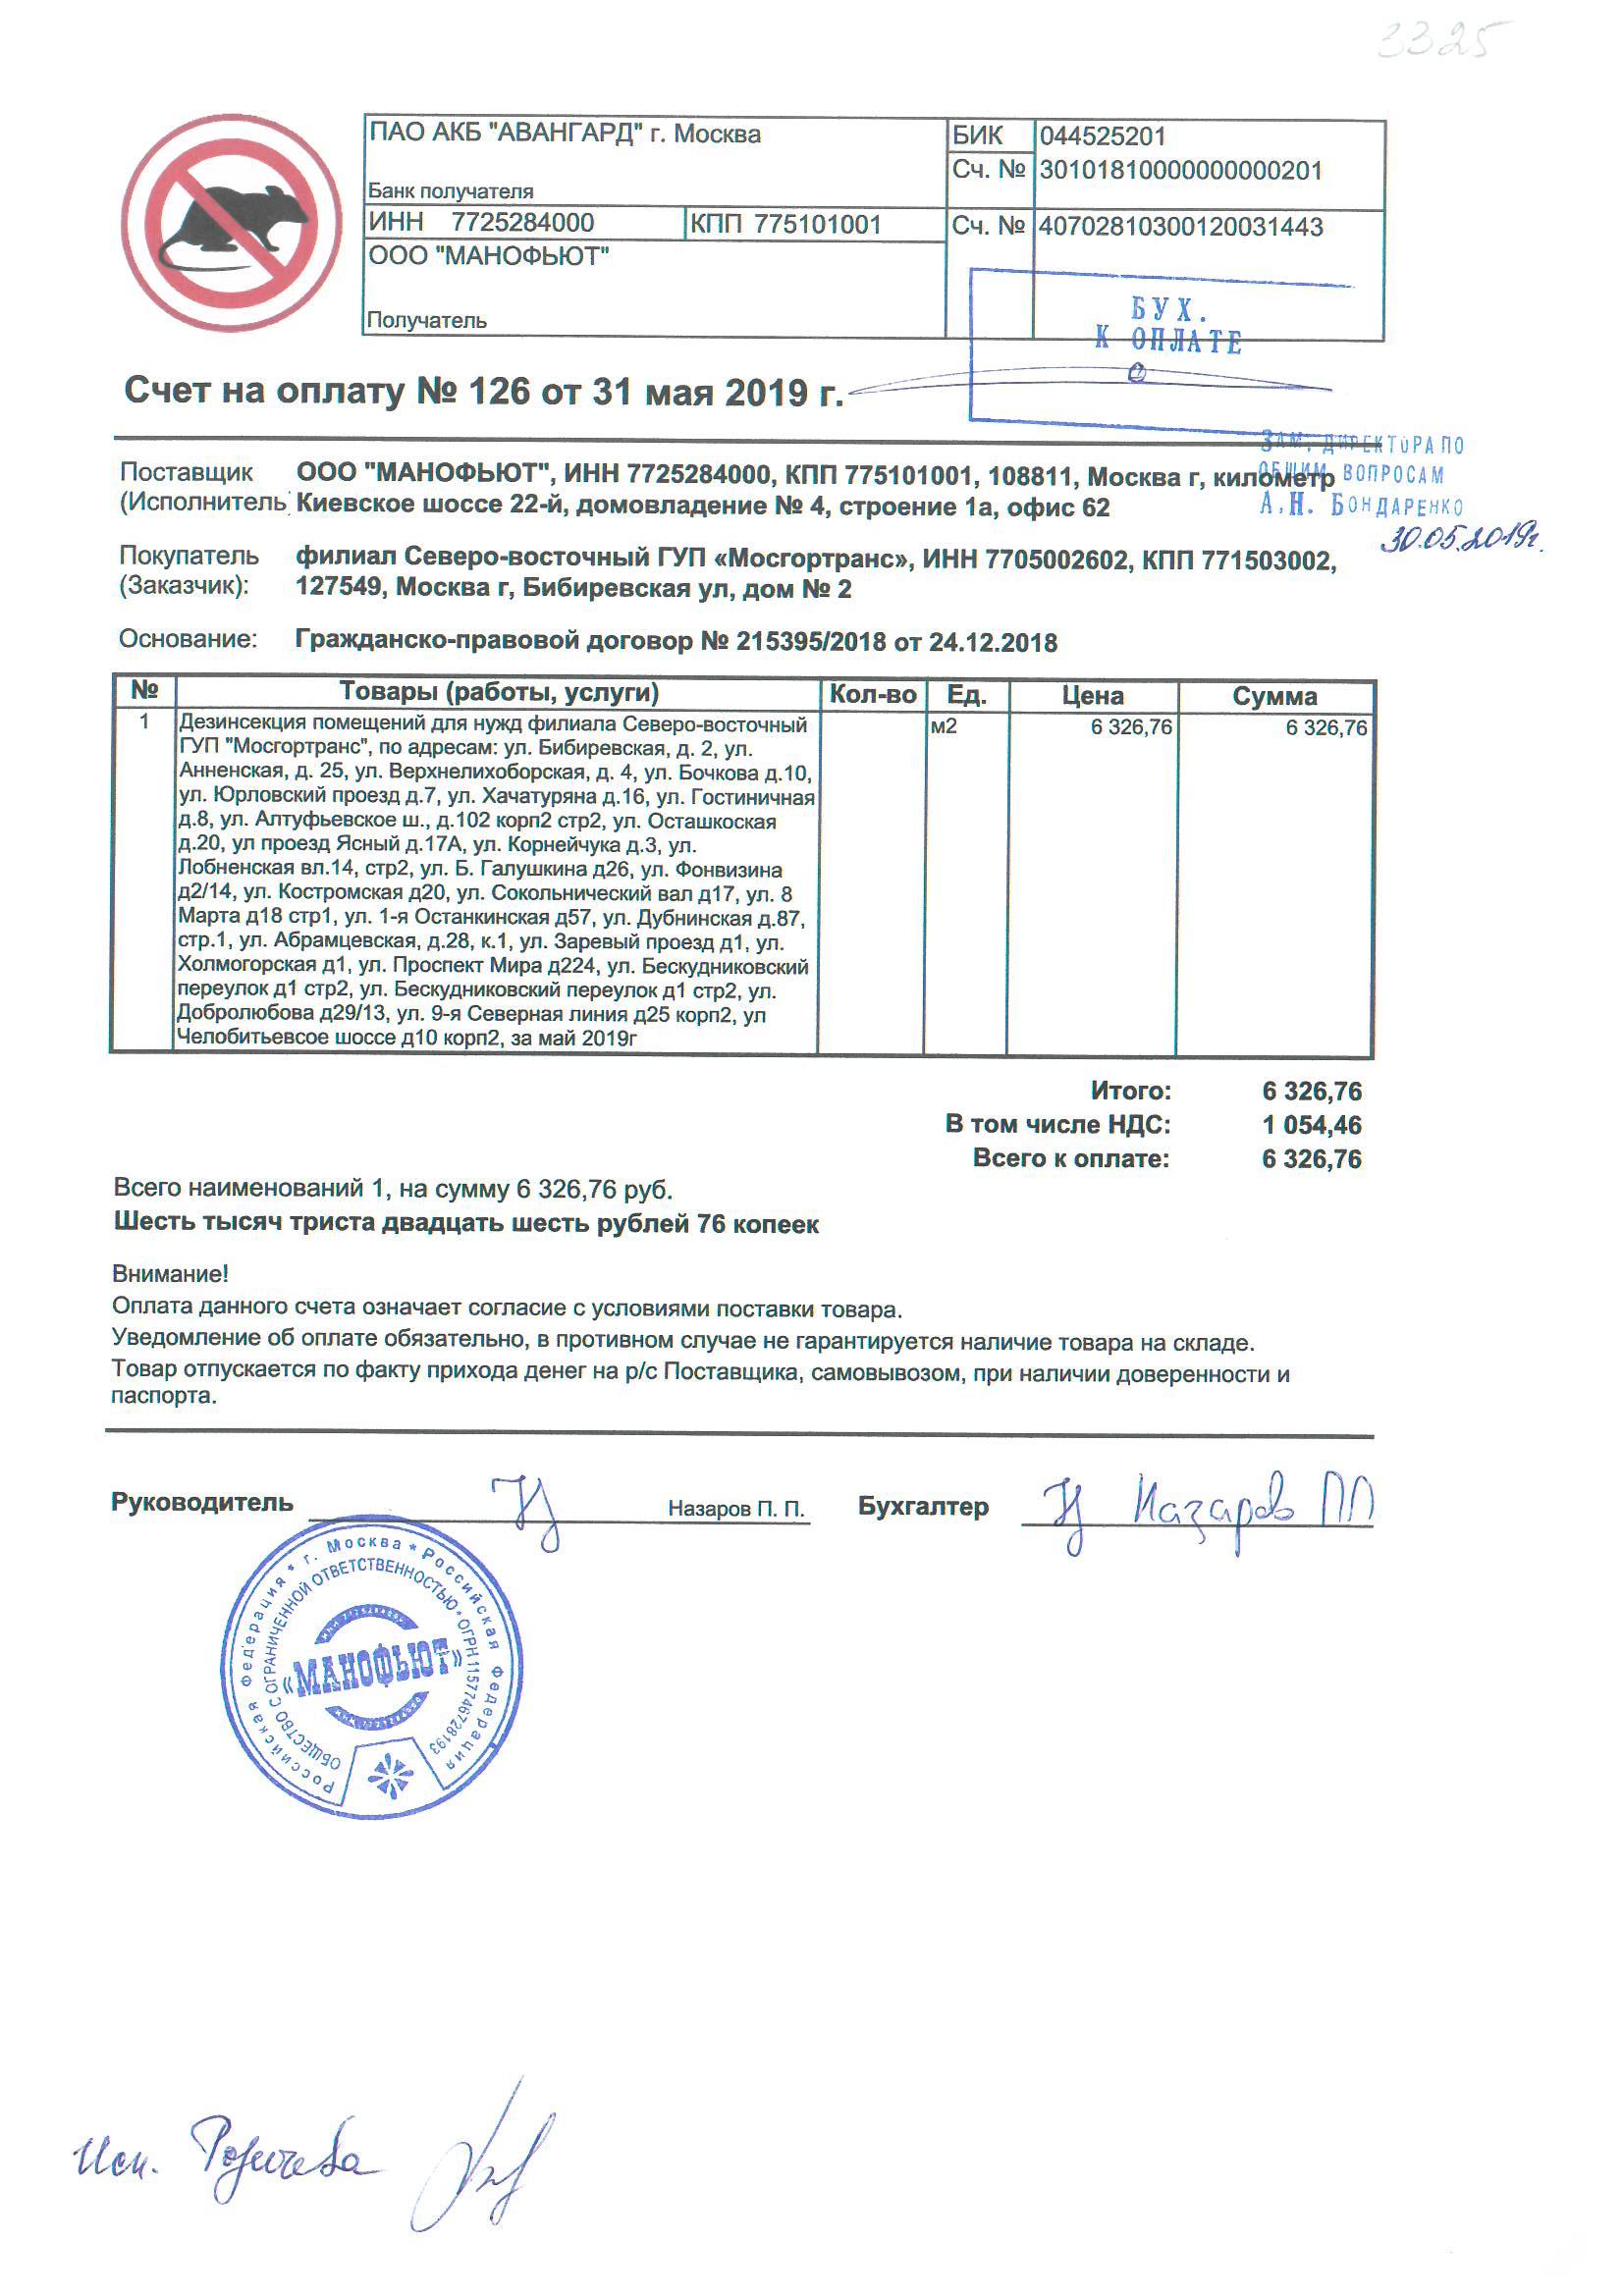 3325
ПАО АКБ "АВАНГАРД" г. Москва
БИК 044525201
Сч. № 30101810000000000201
Банк получателя
ИНН 7725284000 КПП 775101001 Сч. № 40702810300120031443
ООО "МАНОФЬЮТ"
Получатель
БУХ.
К ОПЛАТЕ
Счет на оплату № 126 от 31 мая 2019 г.
ЗАМ. ДИРЕКТОРА ПО
ОБЩИМ ВОПРОСАМ
А.Н. БОНДАРЕНКО
30.05.2019г.
Поставщик ООО "МАНОФЬЮТ", ИНН 7725284000, КПП 775101001, 108811, Москва г, километр
(Исполнитель Киевское шоссе 22-й, домовладение № 4, строение 1а, офис 62
Покупатель филиал Северо-восточный ГУП «Мосгортранс», ИНН 7705002602, КПП 771503002,
(Заказчик): 127549, Москва г, Бибиревская ул, дом № 2
Основание: Гражданско-правовой договор № 215395/2018 от 24.12.2018
№ Товары (работы, услуги) Кол-во Ед. Цена Сумма
1 Дезинсекция помещений для нужд филиала Северо-восточный м2 6 326,76 6 326,76
ГУП "Мосгортранс", по адресам: ул. Бибиревская, д. 2, ул.
Анненская, д. 25, ул. Верхнелихоборская, д. 4, ул. Бочкова д.10,
ул. Юрловский проезд д.7, ул. Хачатуряна д.16, ул. Гостиничная
д.8, ул. Алтуфьевское ш., д.102 корп2 стр2, ул. Осташкоская
д.20, ул проезд Ясный д.17А, ул. Корнейчука д.3, ул.
Лобненская вл.14, стр2, ул. Б. Галушкина д26, ул. Фонвизина
д2/14, ул. Костромская д20, ул. Сокольнический вал д17, ул. 8
Марта д18 стр1, ул. 1-я Останкинская д57, ул. Дубнинская д.87,
стр.1, ул. Абрамцевская, д.28, к.1, ул. Заревый проезд д1, ул.
Холмогорская д1, ул. Проспект Мира д224, ул. Бескудниковский
переулок д1 стр2, ул. Бескудниковский переулок д1 стр2, ул.
Добролюбова д29/13, ул. 9-я Северная линия д25 корп2, ул
Челобитьевсое шоссе д10 корп2, за май 2019г
Итого: 6 326,76
В том числе НДС: 1 054,46
Всего к оплате: 6 326,76
Всего наименований 1, на сумму 6 326,76 руб.
Шесть тысяч триста двадцать шесть рублей 76 копеек
Внимание!
Оплата данного счета означает согласие с условиями поставки товара.
Уведомление об оплате обязательно, в противном случае не гарантируется наличие товара на складе.
Товар отпускается по факту прихода денег на р/с Поставщика, самовывозом, при наличии доверенности и
паспорта.
Руководитель Назаров П. П. Бухгалтер Назаров ПП
Российская Федерация * г. Москва * Российская Федерация
ОБЩЕСТВО С ОГРАНИЧЕННОЙ ОТВЕТСТВЕННОСТЬЮ * ОГРН 1157746728193
ИНН 7725284000
«МАНОФЬЮТ»
ИНН 7725284000
Исп.